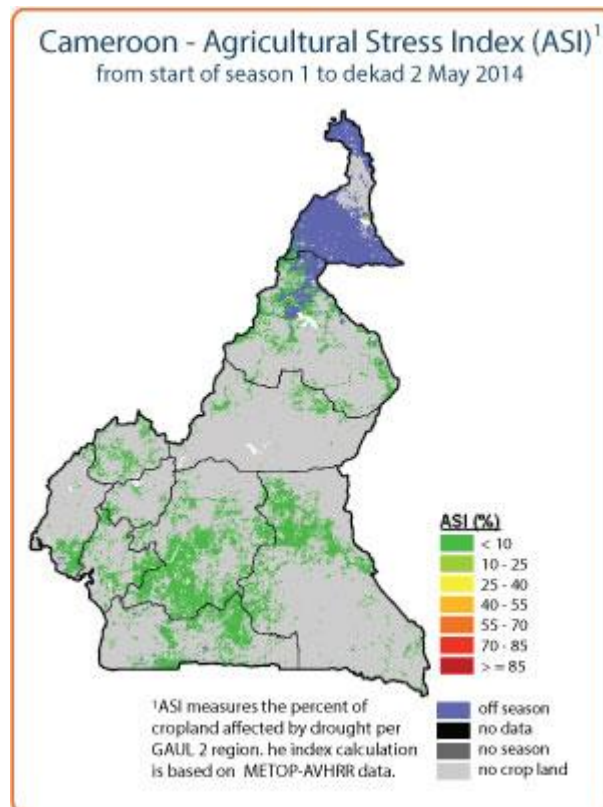 Cameroon - Agricultural Stress Index (ASI)¹
from start of season 1 to dekad 2 May 2014
ASI (%)
< 10
10 - 25
25 - 40
40 - 55
55 - 70
70 - 85
> = 85
off season
no data
no season
no crop land
¹ASI measures the percent of
cropland affected by drought per
GAUL 2 region. he index calculation
is based on METOP-AVHRR data.